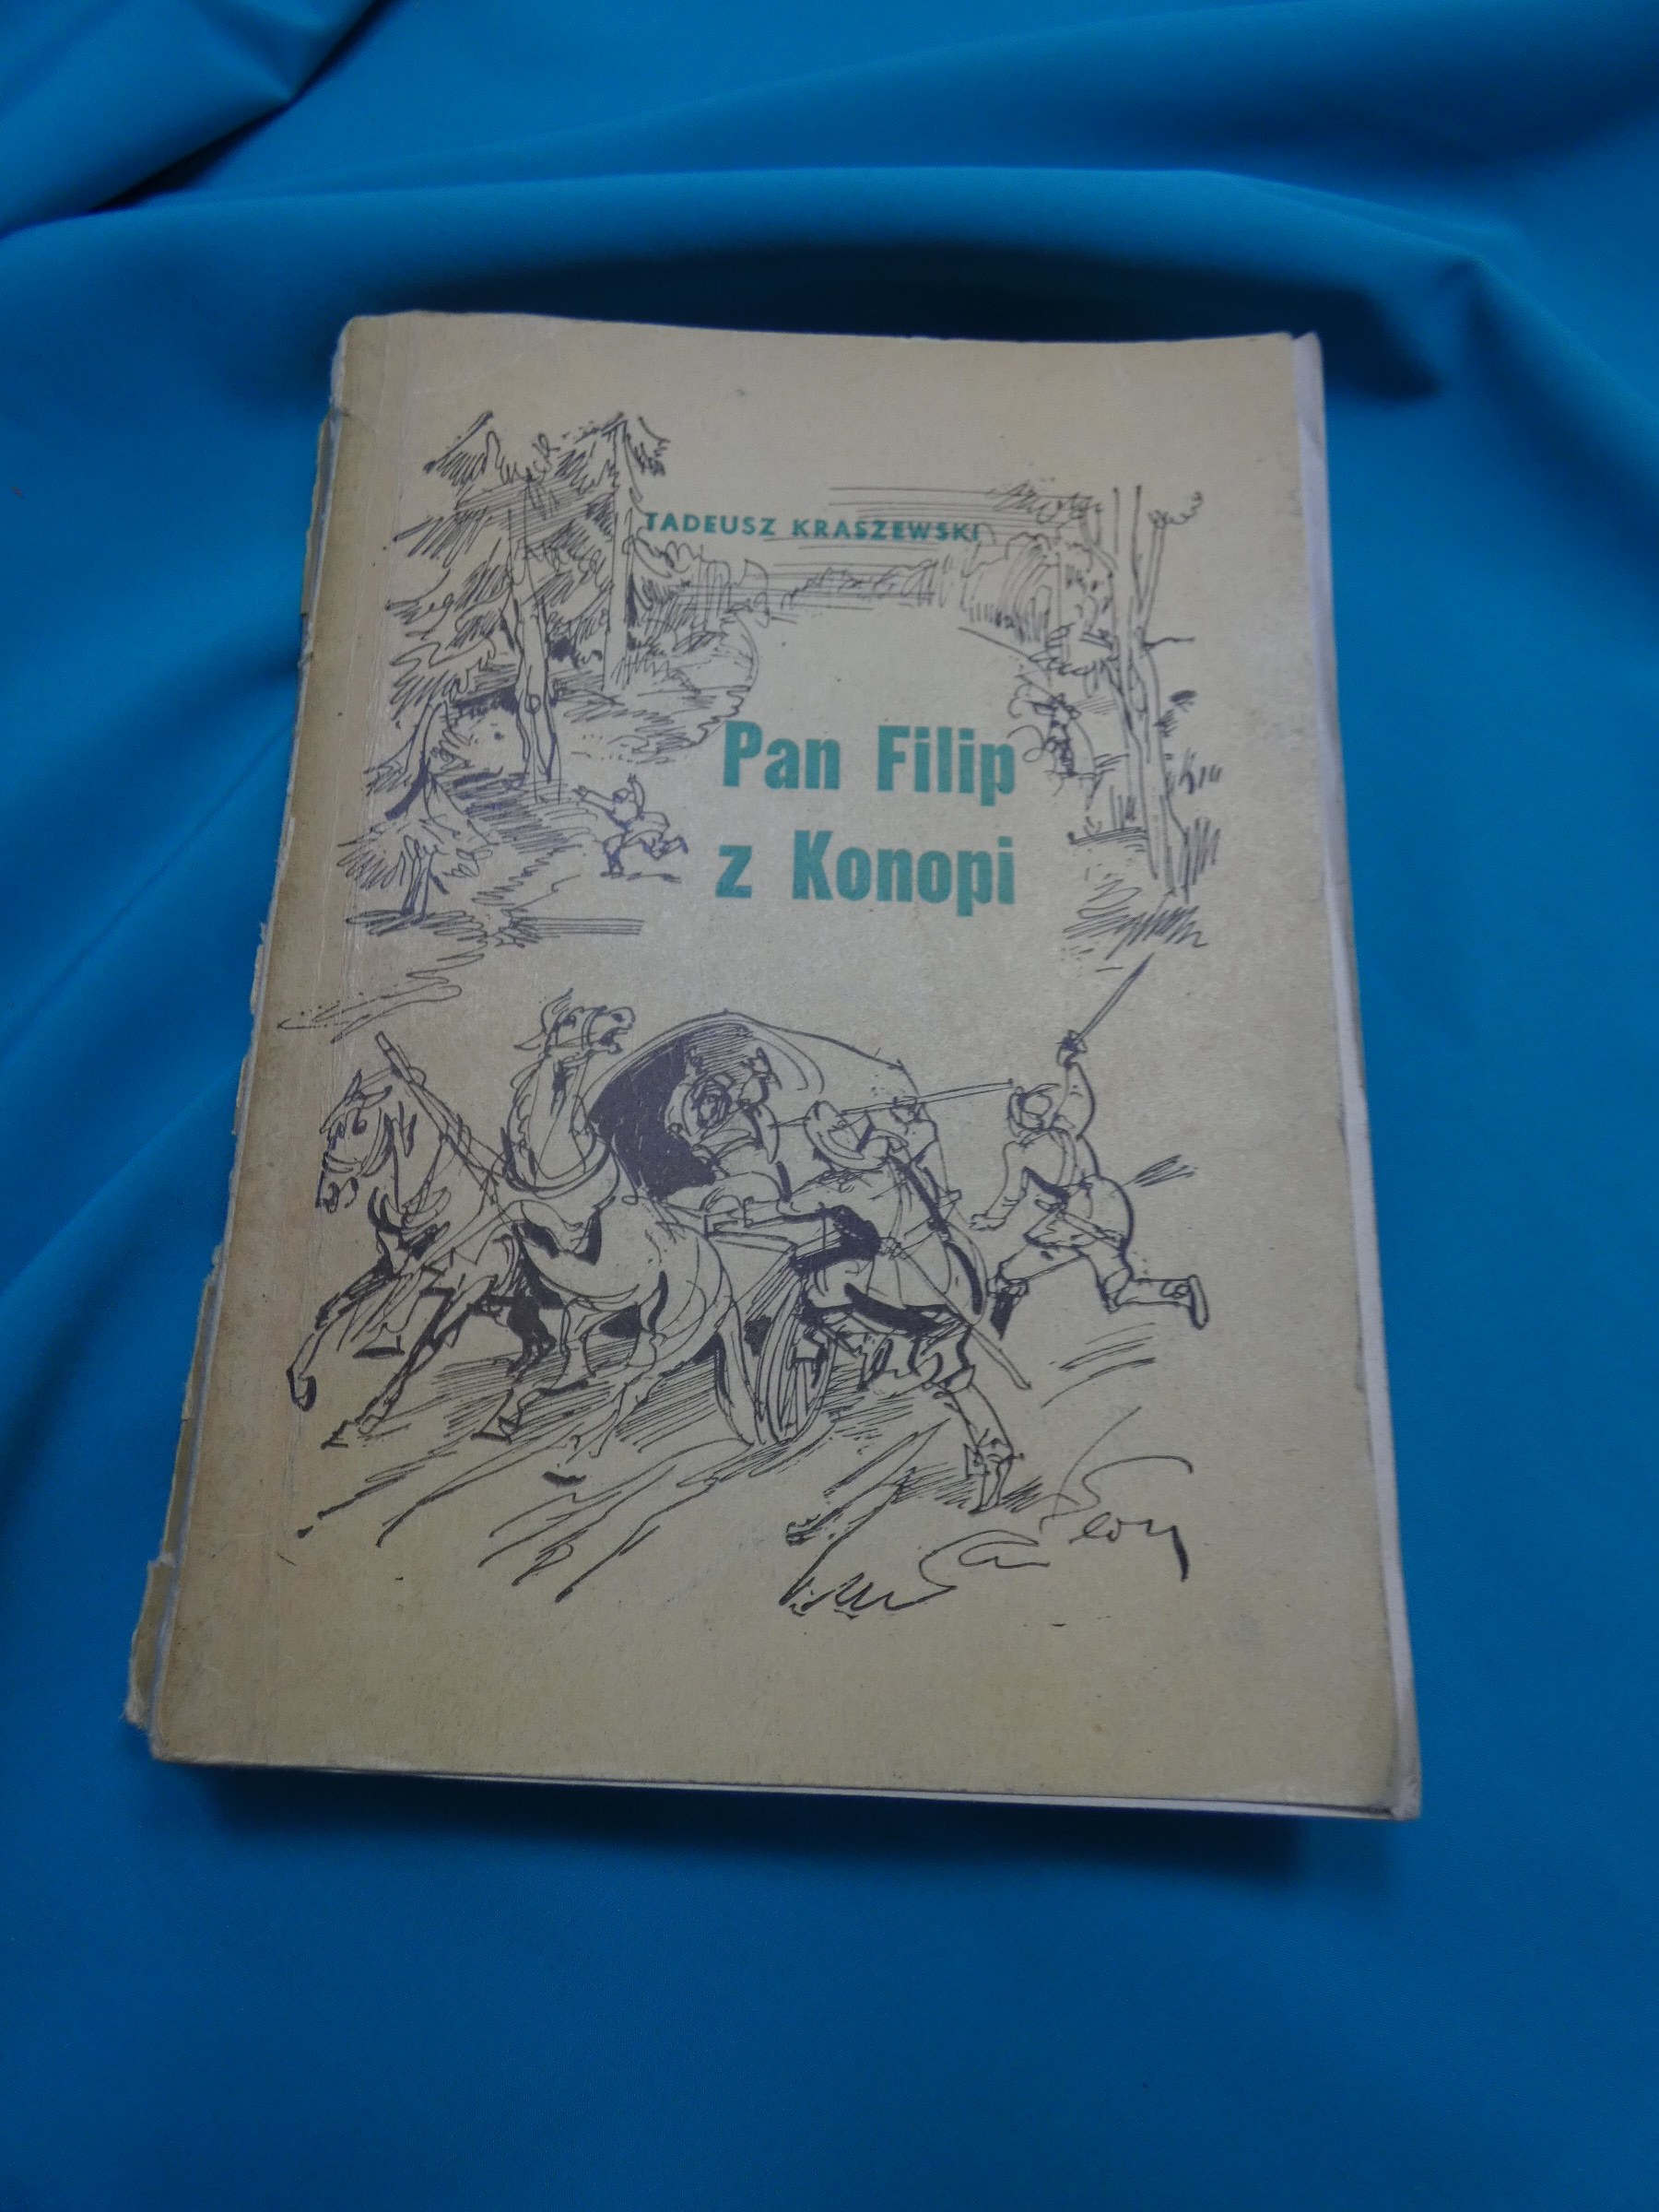 TADEUSZ KRASZEWSKI
Pan Filip
z Konopi